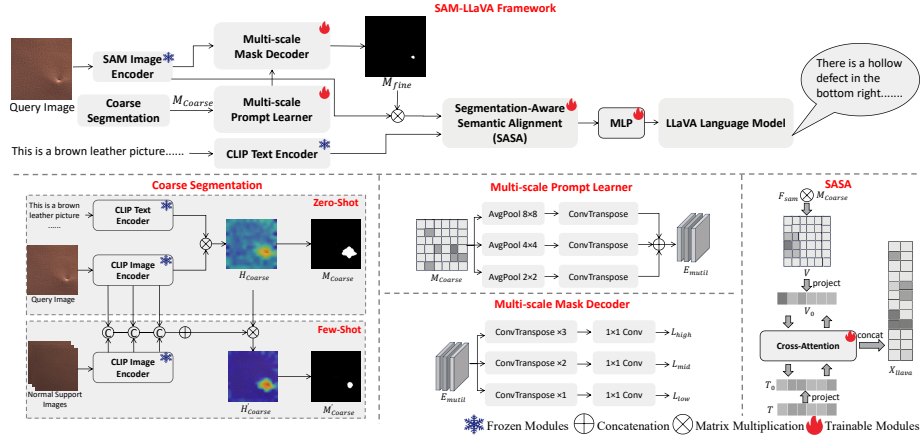 SAM-LLaVA Framework
Query Image
SAM Image
Encoder
Multi-scale
Mask Decoder
M_fine
Coarse
Segmentation
M_Coarse
Multi-scale
Prompt Learner
This is a brown leather picture......
CLIP Text Encoder
Segmentation-Aware
Semantic Alignment
(SASA)
MLP
LLaVA Language Model
There is a hollow
defect in the
bottom right.......
Coarse Segmentation
Zero-Shot
This is a brown
leather picture
......
CLIP Text
Encoder
Query Image
CLIP Image
Encoder
H_Coarse
M_Coarse
Few-Shot
C
C
C
Normal Support
Images
CLIP Image
Encoder
H'_Coarse
M'_Coarse
Multi-scale Prompt Learner
M_Coarse
AvgPool 8×8
ConvTranspose
AvgPool 4×4
ConvTranspose
AvgPool 2×2
ConvTranspose
E_mutil
Multi-scale Mask Decoder
E_mutil
ConvTranspose ×3
1×1 Conv
L_high
ConvTranspose ×2
1×1 Conv
L_mid
ConvTranspose ×1
1×1 Conv
L_low
SASA
F_sam
M_Coarse
V
project
V_0
Cross-Attention
concat
X_llava
T_0
project
T
Frozen Modules
Concatenation
Matrix Multiplication
Trainable Modules